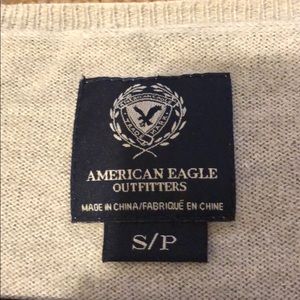 AMERICAN EAGLE
OUTFITTERS
MADE IN CHINA/FABRIQUÉ EN CHINE
S/P